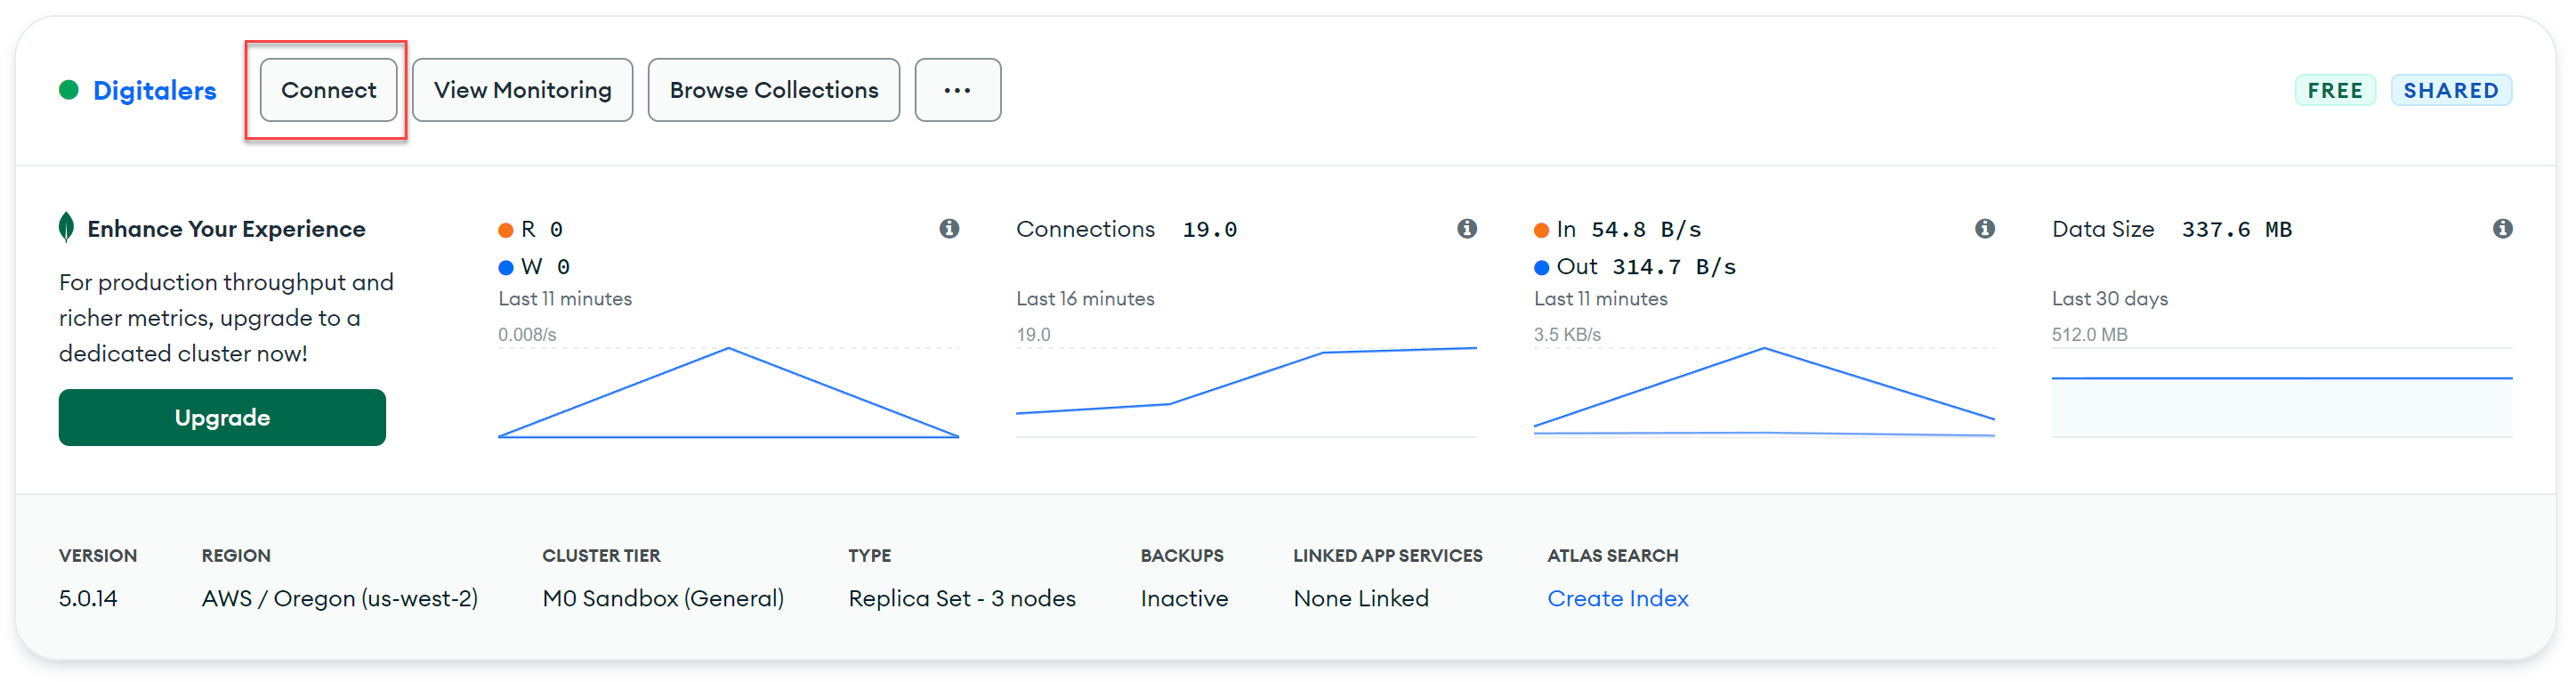 Digitalers Connect View Monitoring Browse Collections ... FREE SHARED
Enhance Your Experience
For production throughput and
richer metrics, upgrade to a
dedicated cluster now!
Upgrade
R 0
W 0
Last 11 minutes
0.008/s
Connections 19.0
Last 16 minutes
19.0
In 54.8 B/s
Out 314.7 B/s
Last 11 minutes
3.5 KB/s
Data Size 337.6 MB
Last 30 days
512.0 MB
VERSION REGION CLUSTER TIER TYPE BACKUPS LINKED APP SERVICES ATLAS SEARCH
5.0.14 AWS / Oregon (us-west-2) M0 Sandbox (General) Replica Set - 3 nodes Inactive None Linked Create Index